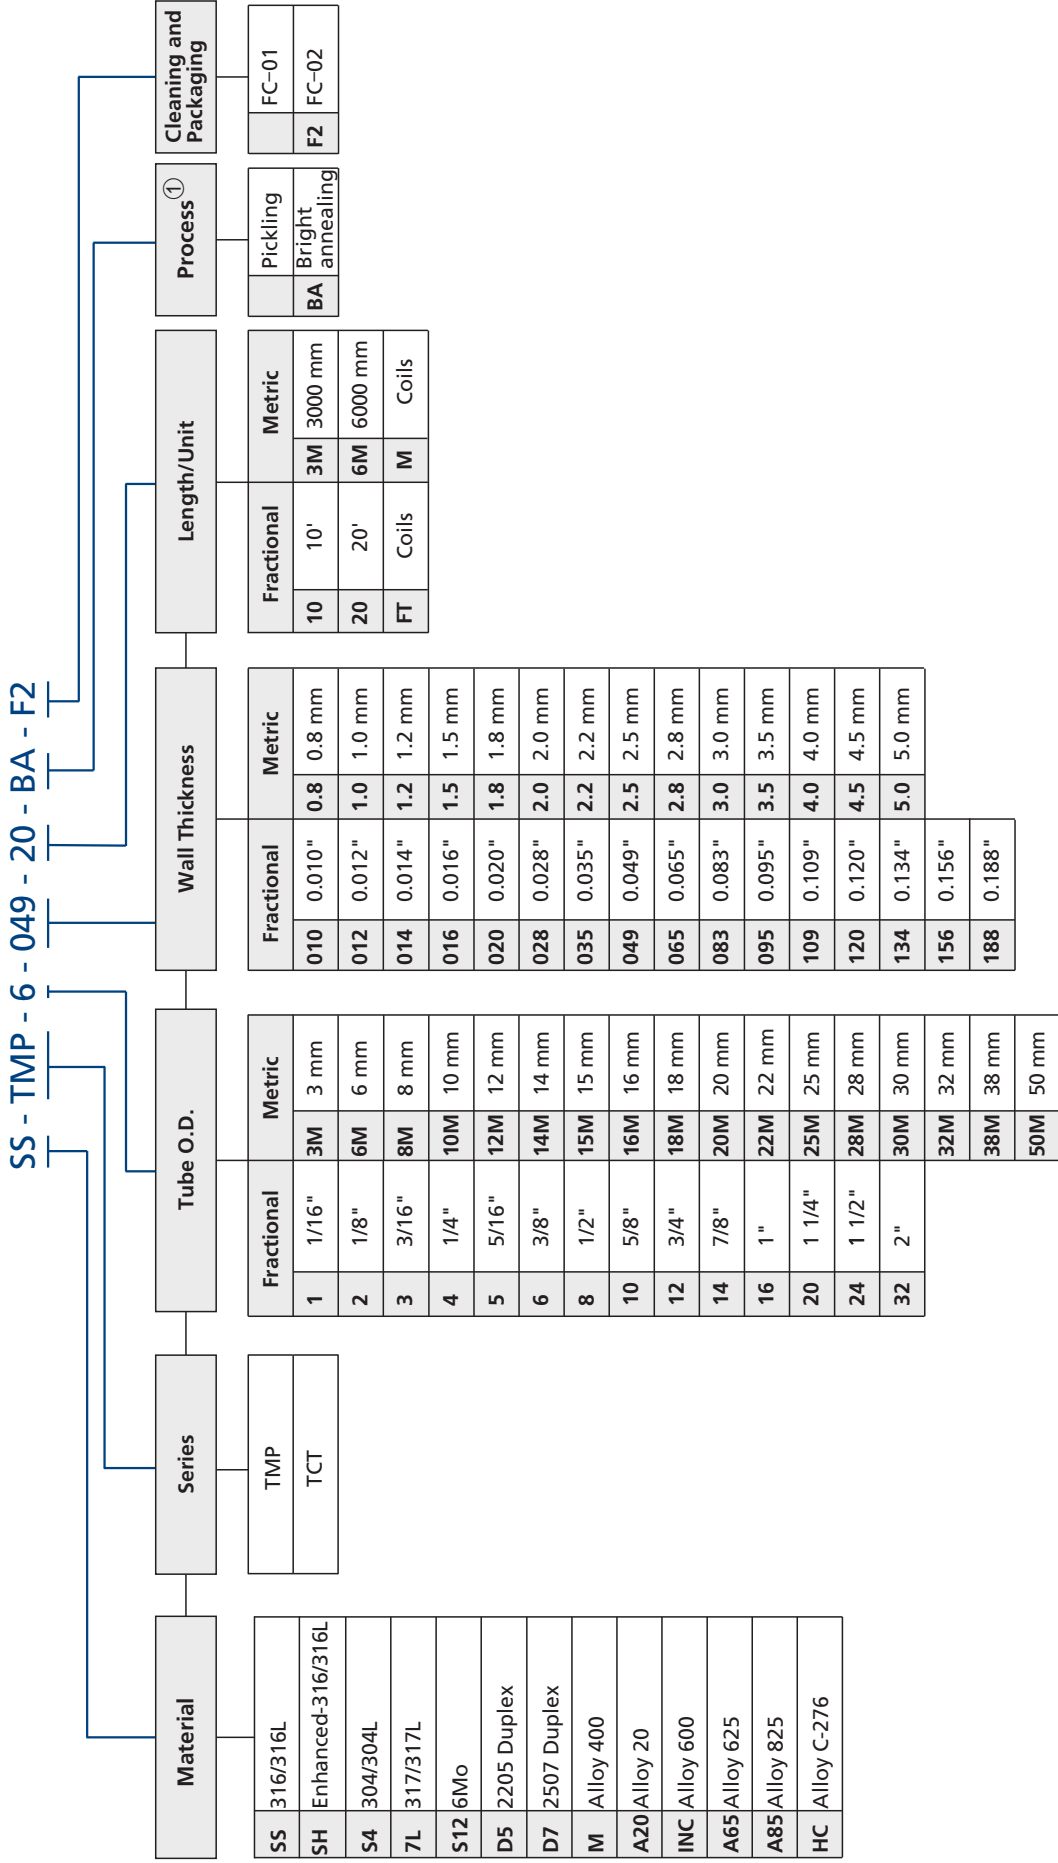 SS - TMP - 6 - 049 - 20 - BA - F2
Material
SS 316/316L
SH Enhanced-316/316L
S4 304/304L
7L 317/317L
S12 6Mo
D5 2205 Duplex
D7 2507 Duplex
M Alloy 400
A20 Alloy 20
INC Alloy 600
A65 Alloy 625
A85 Alloy 825
HC Alloy C-276
Series
TMP
TCT
Tube O.D.
Fractional Metric
1 1/16" 3M 3 mm
2 1/8" 6M 6 mm
3 3/16" 8M 8 mm
4 1/4" 10M 10 mm
5 5/16" 12M 12 mm
6 3/8" 14M 14 mm
8 1/2" 15M 15 mm
10 5/8" 16M 16 mm
12 3/4" 18M 18 mm
14 7/8" 20M 20 mm
16 1" 22M 22 mm
20 1 1/4" 25M 25 mm
24 1 1/2" 28M 28 mm
32 2" 30M 30 mm
32M 32 mm
38M 38 mm
50M 50 mm
Wall Thickness
Fractional Metric
010 0.010" 0.8 0.8 mm
012 0.012" 1.0 1.0 mm
014 0.014" 1.2 1.2 mm
016 0.016" 1.5 1.5 mm
020 0.020" 1.8 1.8 mm
028 0.028" 2.0 2.0 mm
035 0.035" 2.2 2.2 mm
049 0.049" 2.5 2.5 mm
065 0.065" 2.8 2.8 mm
083 0.083" 3.0 3.0 mm
095 0.095" 3.5 3.5 mm
109 0.109" 4.0 4.0 mm
120 0.120" 4.5 4.5 mm
134 0.134" 5.0 5.0 mm
156 0.156"
188 0.188"
Length/Unit
Fractional Metric
10 10' 3M 3000 mm
20 20' 6M 6000 mm
FT Coils M Coils
Process ①
Pickling
BA Bright
annealing
Cleaning and
Packaging
FC-01
F2 FC-02